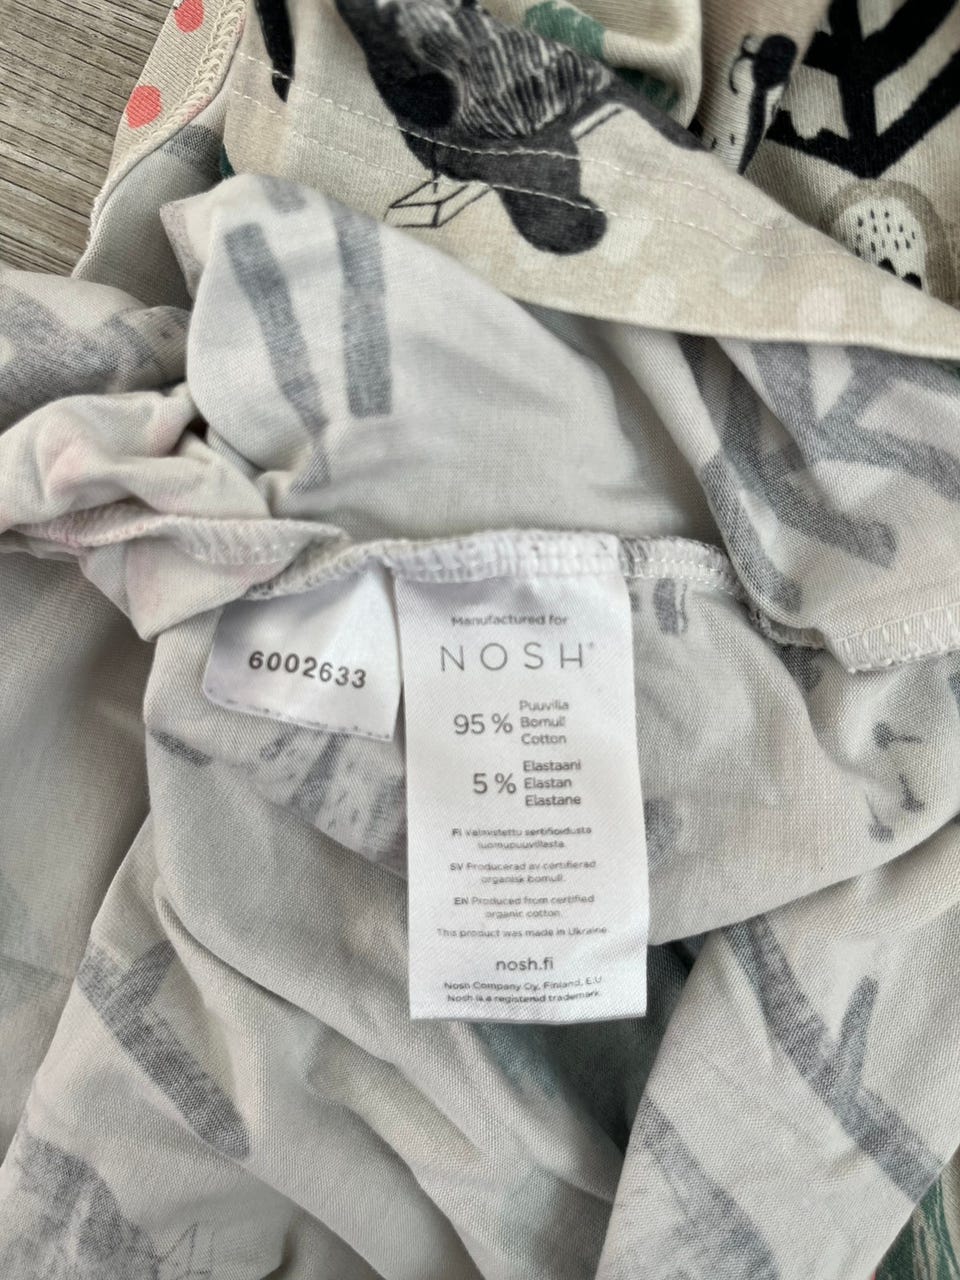 6002633
Manufactured for
NOSH®
95 %
Puuvilla
Bomull
Cotton
5 %
Elastaani
Elastan
Elastane
FI Valmistettu sertifioidusta
luomupuuvillasta.
SV Producerad av certifierad
organisk bomull.
EN Produced from certified
organic cotton.
This product was made in Ukraine
nosh.fi
Nosh Company Oy, Finland, E.U
Nosh is a registered trademark.